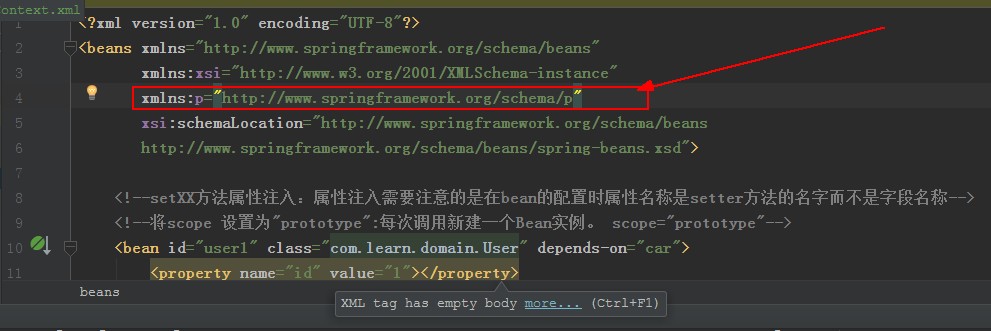 ontext.xml
1 <?xml version="1.0" encoding="UTF-8"?>
2 <beans xmlns="http://www.springframework.org/schema/beans"
3 xmlns:xsi="http://www.w3.org/2001/XMLSchema-instance"
4 xmlns:p="http://www.springframework.org/schema/p"
5 xsi:schemaLocation="http://www.springframework.org/schema/beans
6 http://www.springframework.org/schema/beans/spring-beans.xsd">
7
8 <!--setXX方法属性注入：属性注入需要注意的是在bean的配置时属性名称是setter方法的名字而不是字段名称-->
9 <!--将scope 设置为"prototype":每次调用新建一个Bean实例。 scope="prototype"-->
10 <bean id="user1" class="com.learn.domain.User" depends-on="car">
11 <property name="id" value="1"></property>
beans
XML tag has empty body more... (Ctrl+F1)